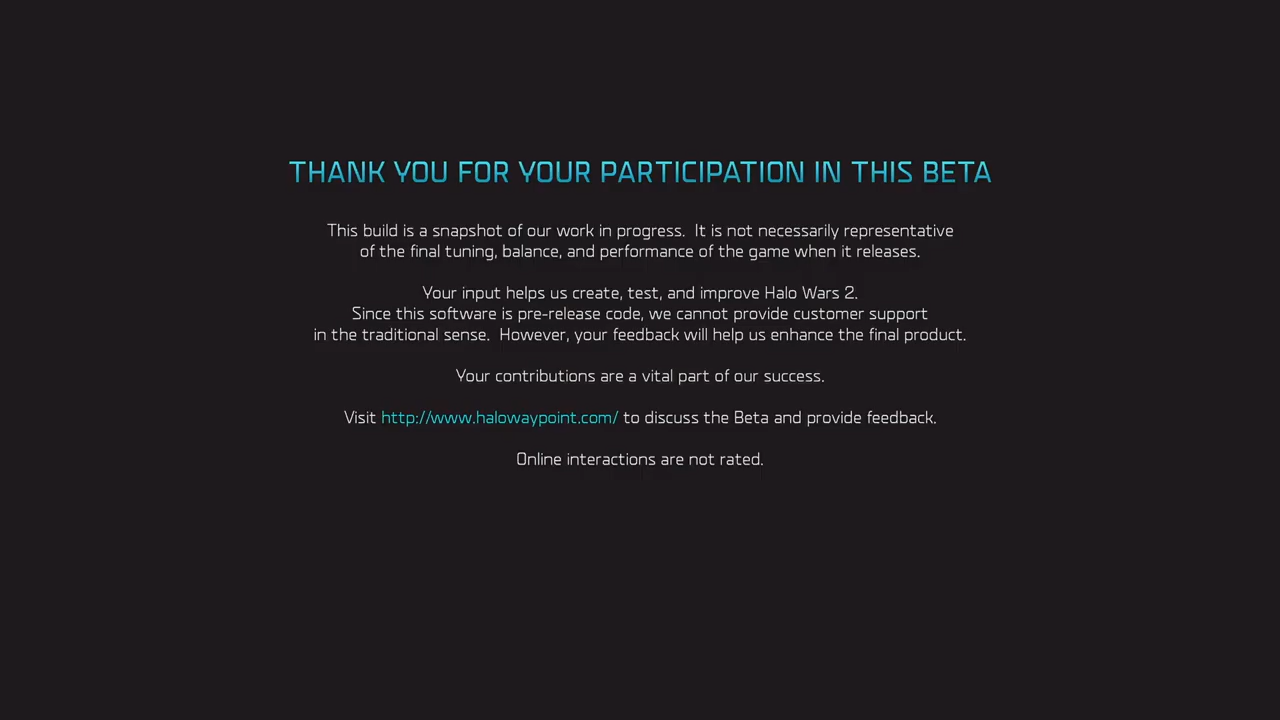 THANK YOU FOR YOUR PARTICIPATION IN THIS BETA
This build is a snapshot of our work in progress.  It is not necessarily representative
of the final tuning, balance, and performance of the game when it releases.
Your input helps us create, test, and improve Halo Wars 2.
Since this software is pre-release code, we cannot provide customer support
in the traditional sense.  However, your feedback will help us enhance the final product.
Your contributions are a vital part of our success.
Visit http://www.halowaypoint.com/ to discuss the Beta and provide feedback.
Online interactions are not rated.